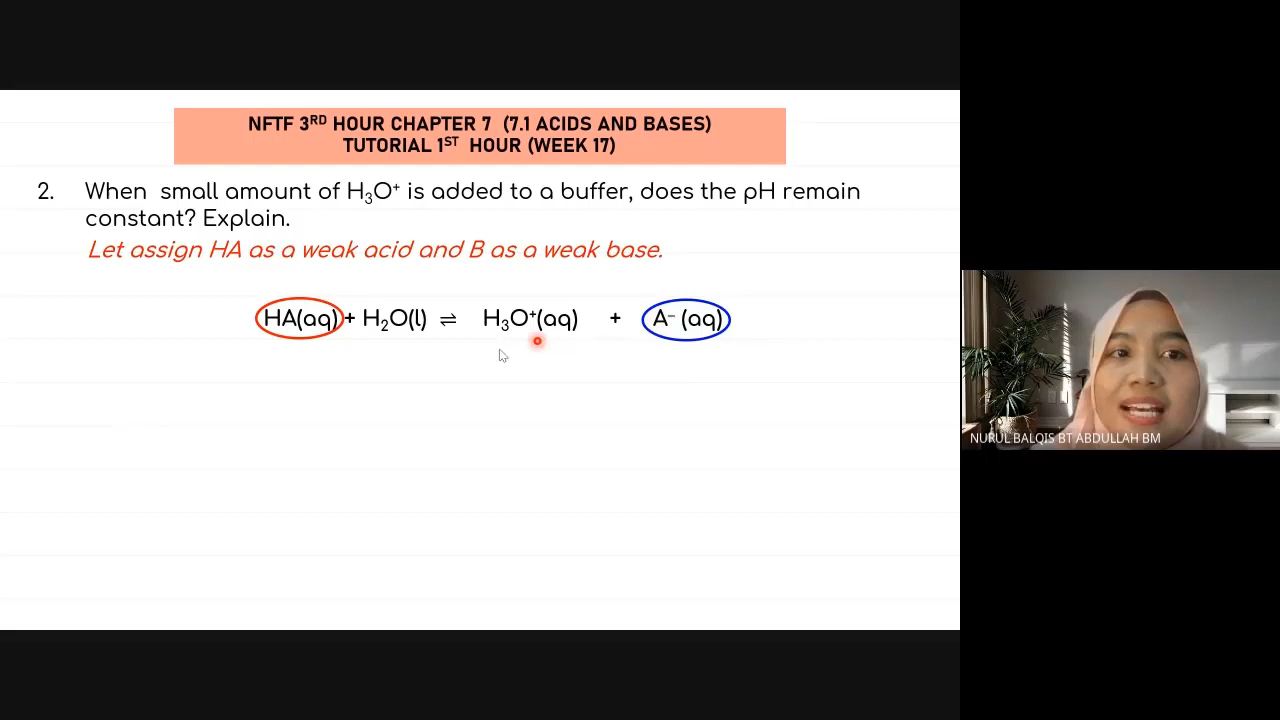 NFTF 3RD HOUR CHAPTER 7 (7.1 ACIDS AND BASES)
TUTORIAL 1ST HOUR (WEEK 17)
2. When small amount of H₃O⁺ is added to a buffer, does the pH remain
constant? Explain.
Let assign HA as a weak acid and B as a weak base.
HA(aq) + H₂O(l) ⇌ H₃O⁺(aq) + A⁻ (aq)
NURUL BALQIS BT ABDULLAH BM